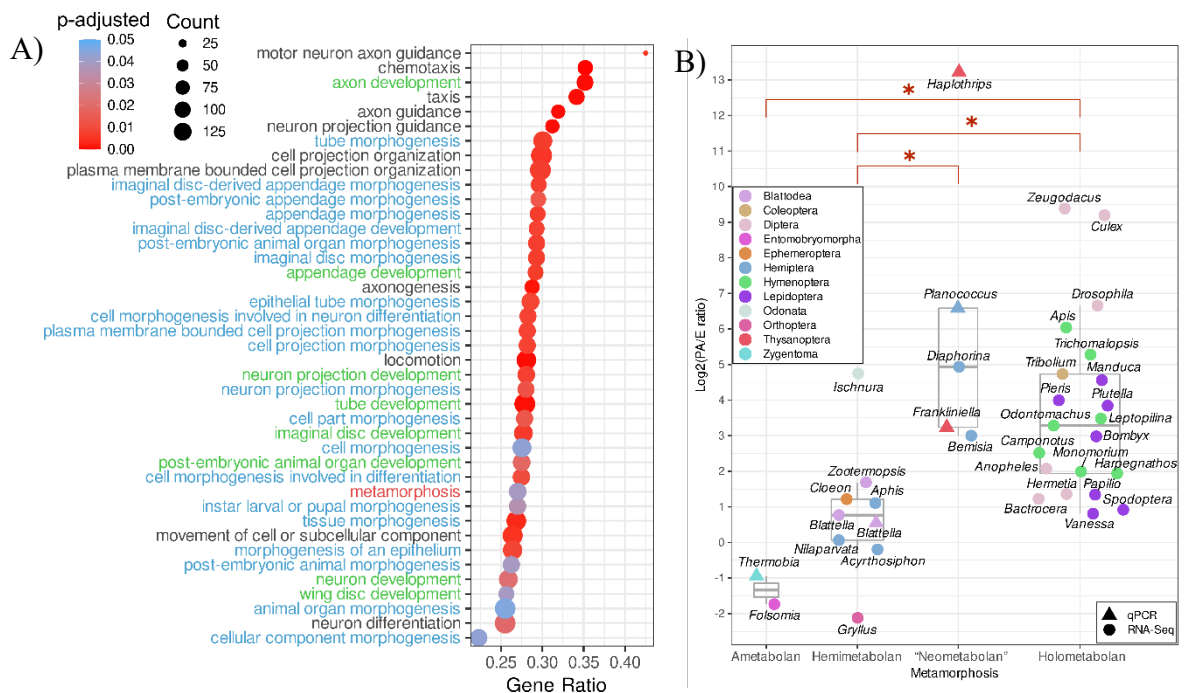 A)
p-adjusted
0.05
0.04
0.03
0.02
0.01
0.00
Count
25
50
75
100
125
motor neuron axon guidance
chemotaxis
axon development
taxis
axon guidance
neuron projection guidance
tube morphogenesis
cell projection organization
plasma membrane bounded cell projection organization
imaginal disc-derived appendage morphogenesis
post-embryonic appendage morphogenesis
appendage morphogenesis
imaginal disc-derived appendage development
post-embryonic animal organ morphogenesis
imaginal disc morphogenesis
appendage development
axonogenesis
epithelial tube morphogenesis
cell morphogenesis involved in neuron differentiation
plasma membrane bounded cell projection morphogenesis
cell projection morphogenesis
locomotion
neuron projection development
neuron projection morphogenesis
tube development
cell part morphogenesis
imaginal disc development
cell morphogenesis
post-embryonic animal organ development
cell morphogenesis involved in differentiation
metamorphosis
instar larval or pupal morphogenesis
tissue morphogenesis
movement of cell or subcellular component
morphogenesis of an epithelium
post-embryonic animal morphogenesis
neuron development
wing disc development
animal organ morphogenesis
neuron differentiation
cellular component morphogenesis
0.25 0.30 0.35 0.40
Gene Ratio
B)
13
12
11
10
9
8
7
6
5
4
3
2
1
0
-1
-2
Log2(PA/E ratio)
Blattodea
Coleoptera
Diptera
Entomobryomorpha
Ephemeroptera
Hemiptera
Hymenoptera
Lepidoptera
Odonata
Orthoptera
Thysanoptera
Zygentoma
Haplothrips
*
*
*
Zeugodacus
Culex
Planococcus
Drosophila
Apis
Trichomalopsis
Diaphorina
Tribolium
Manduca
Ischnura
Pieris
Plutella
Frankliniella
Odontomachus
Leptopilina
Bemisia
Camponotus
Bombyx
Monomorium
Zootermopsis
Anopheles
Harpegnathos
Cloeon
Aphis
Hermetia
Papilio
Bactrocera
Spodoptera
Blattella
Blattella
Vanessa
Nilaparvata
Acyrthosiphon
Thermobia
Folsomia
Gryllus
qPCR
RNA-Seq
Ametabolan Hemimetabolan "Neometabolan" Holometabolan
Metamorphosis